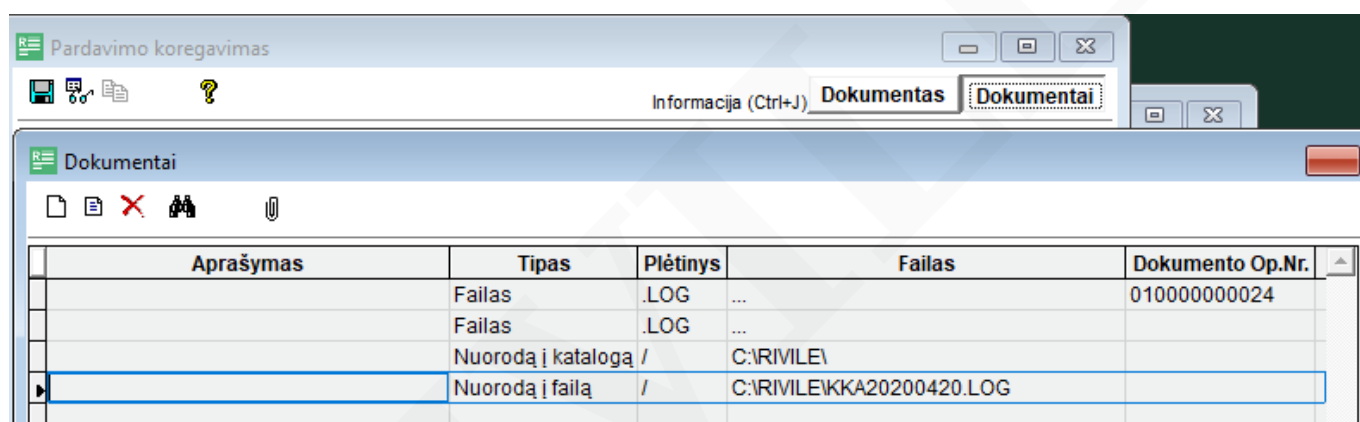 Pardavimo koregavimas
Informacija (Ctrl+J) Dokumentas Dokumentai
Dokumentai
Aprašymas Tipas Plėtinys Failas Dokumento Op.Nr.
Failas .LOG ... 010000000024
Failas .LOG ...
Nuorodą į katalogą / C:\RIVILE\
Nuorodą į failą / C:\RIVILE\KKA20200420.LOG